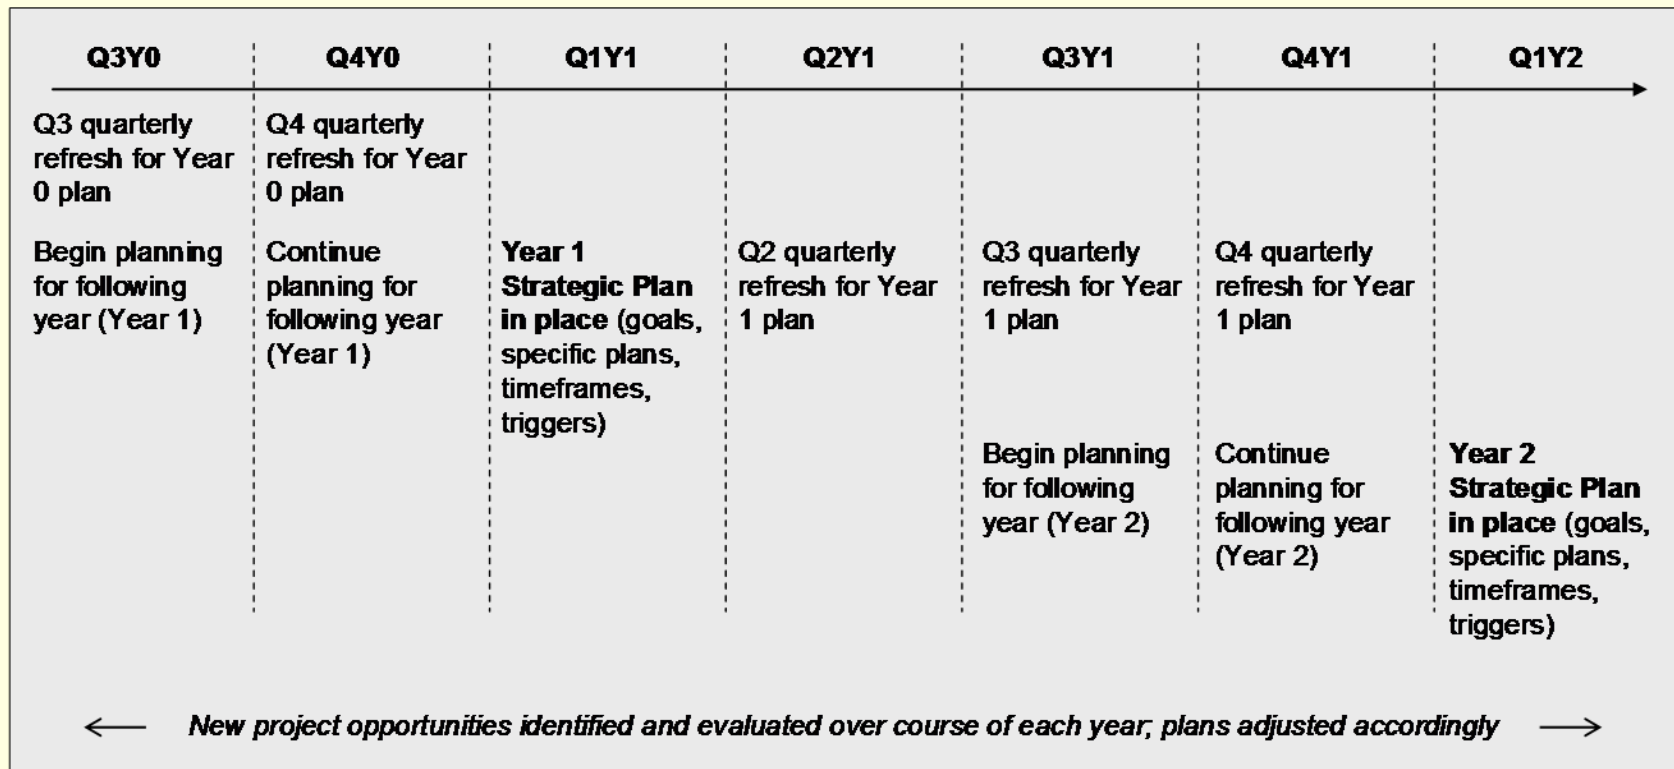 Q3Y0
Q4Y0
Q1Y1
Q2Y1
Q3Y1
Q4Y1
Q1Y2
Q3 quarterly
refresh for Year
0 plan
Q4 quarterly
refresh for Year
0 plan
Begin planning
for following
year (Year 1)
Continue
planning for
following year
(Year 1)
Year 1
Strategic Plan
in place (goals,
specific plans,
timeframes,
triggers)
Q2 quarterly
refresh for Year
1 plan
Q3 quarterly
refresh for Year
1 plan
Q4 quarterly
refresh for Year
1 plan
Begin planning
for following
year (Year 2)
Continue
planning for
following year
(Year 2)
Year 2
Strategic Plan
in place (goals,
specific plans,
timeframes,
triggers)
New project opportunities identified and evaluated over course of each year; plans adjusted accordingly